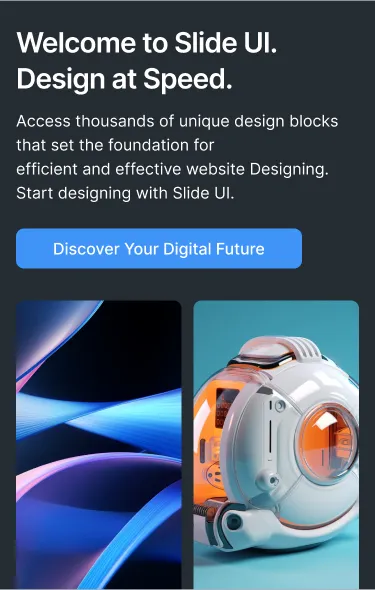 Welcome to Slide UI.
Design at Speed.
Access thousands of unique design blocks
that set the foundation for
efficient and effective website Designing.
Start designing with Slide UI.
Discover Your Digital Future